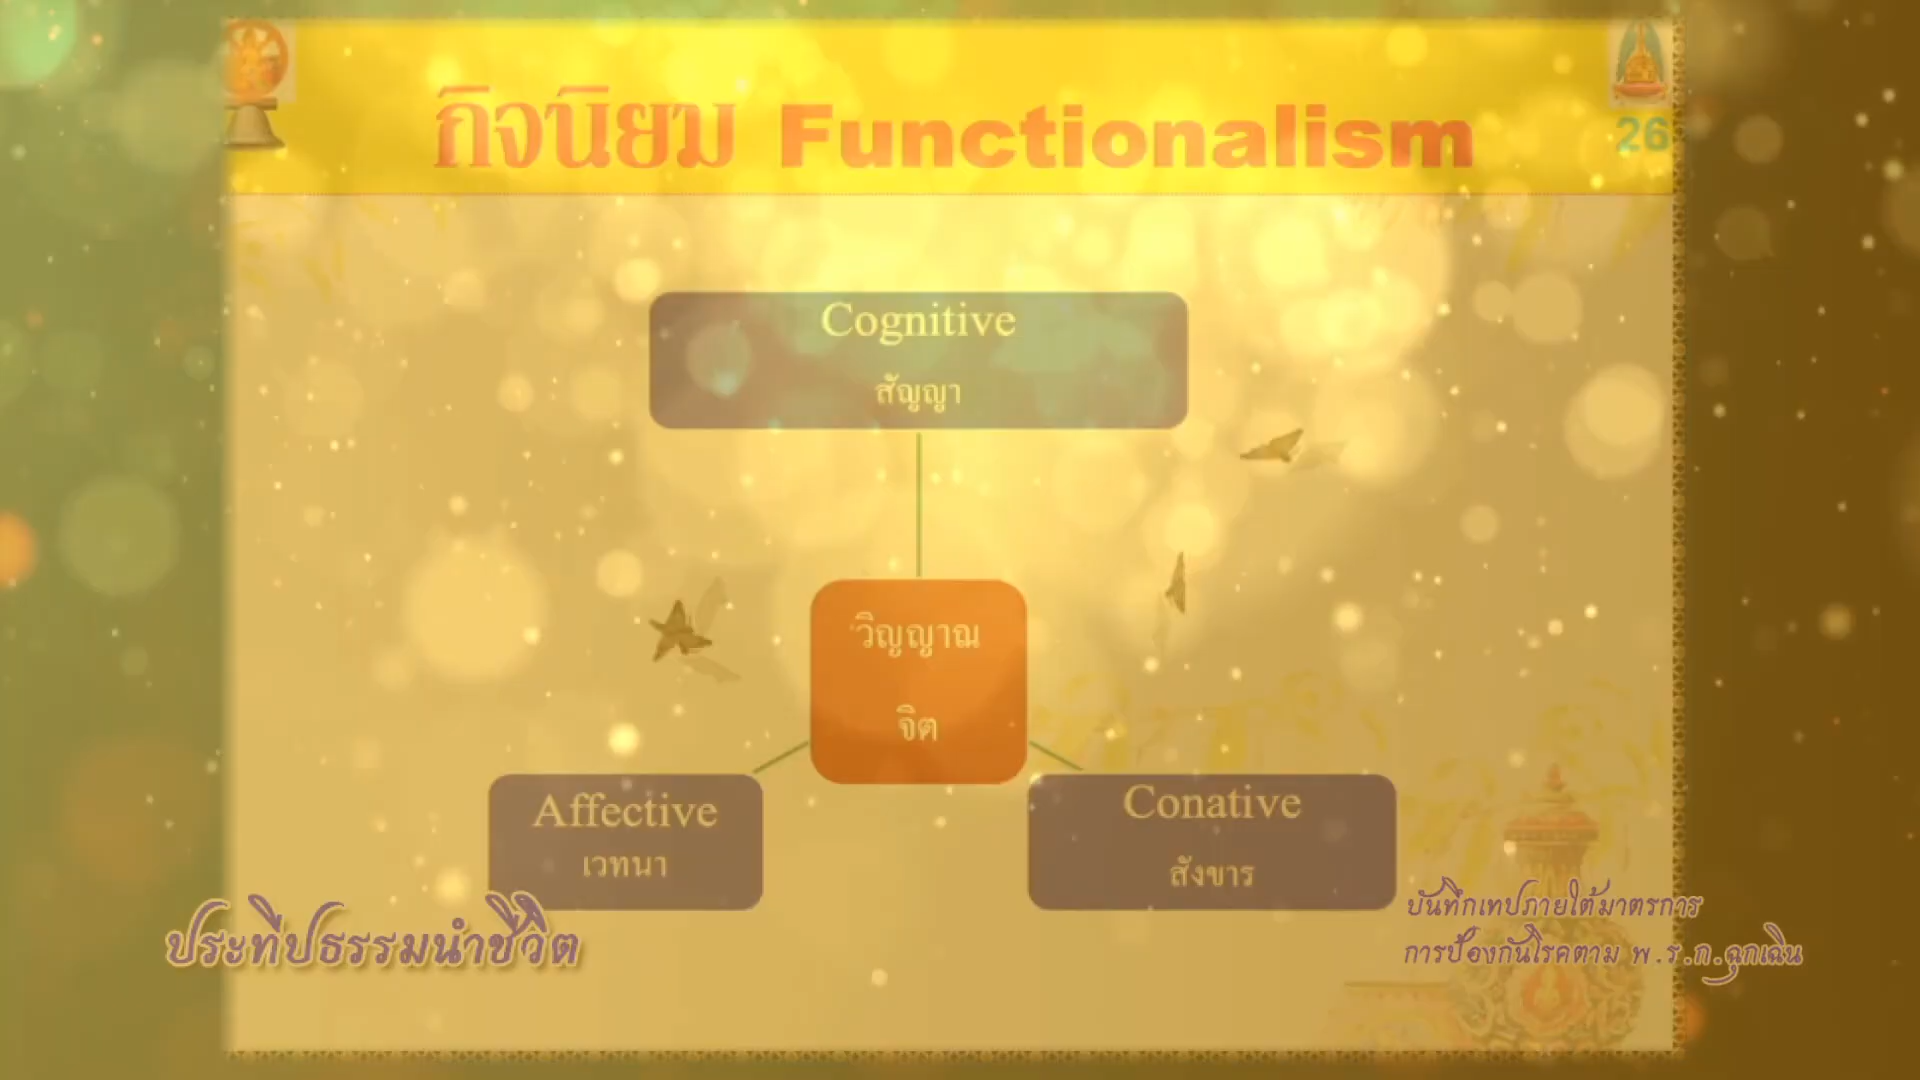 กิจนิยม Functionalism
26
Cognitive
สัญญา
วิญญาณ
จิต
Affective
เวทนา
Conative
สังขาร
ประทีปธรรมนำชีวิต
บันทึกเทปภายใต้มาตรการ
การป้องกันโรคตาม พ.ร.ก.ฉุกเฉิน